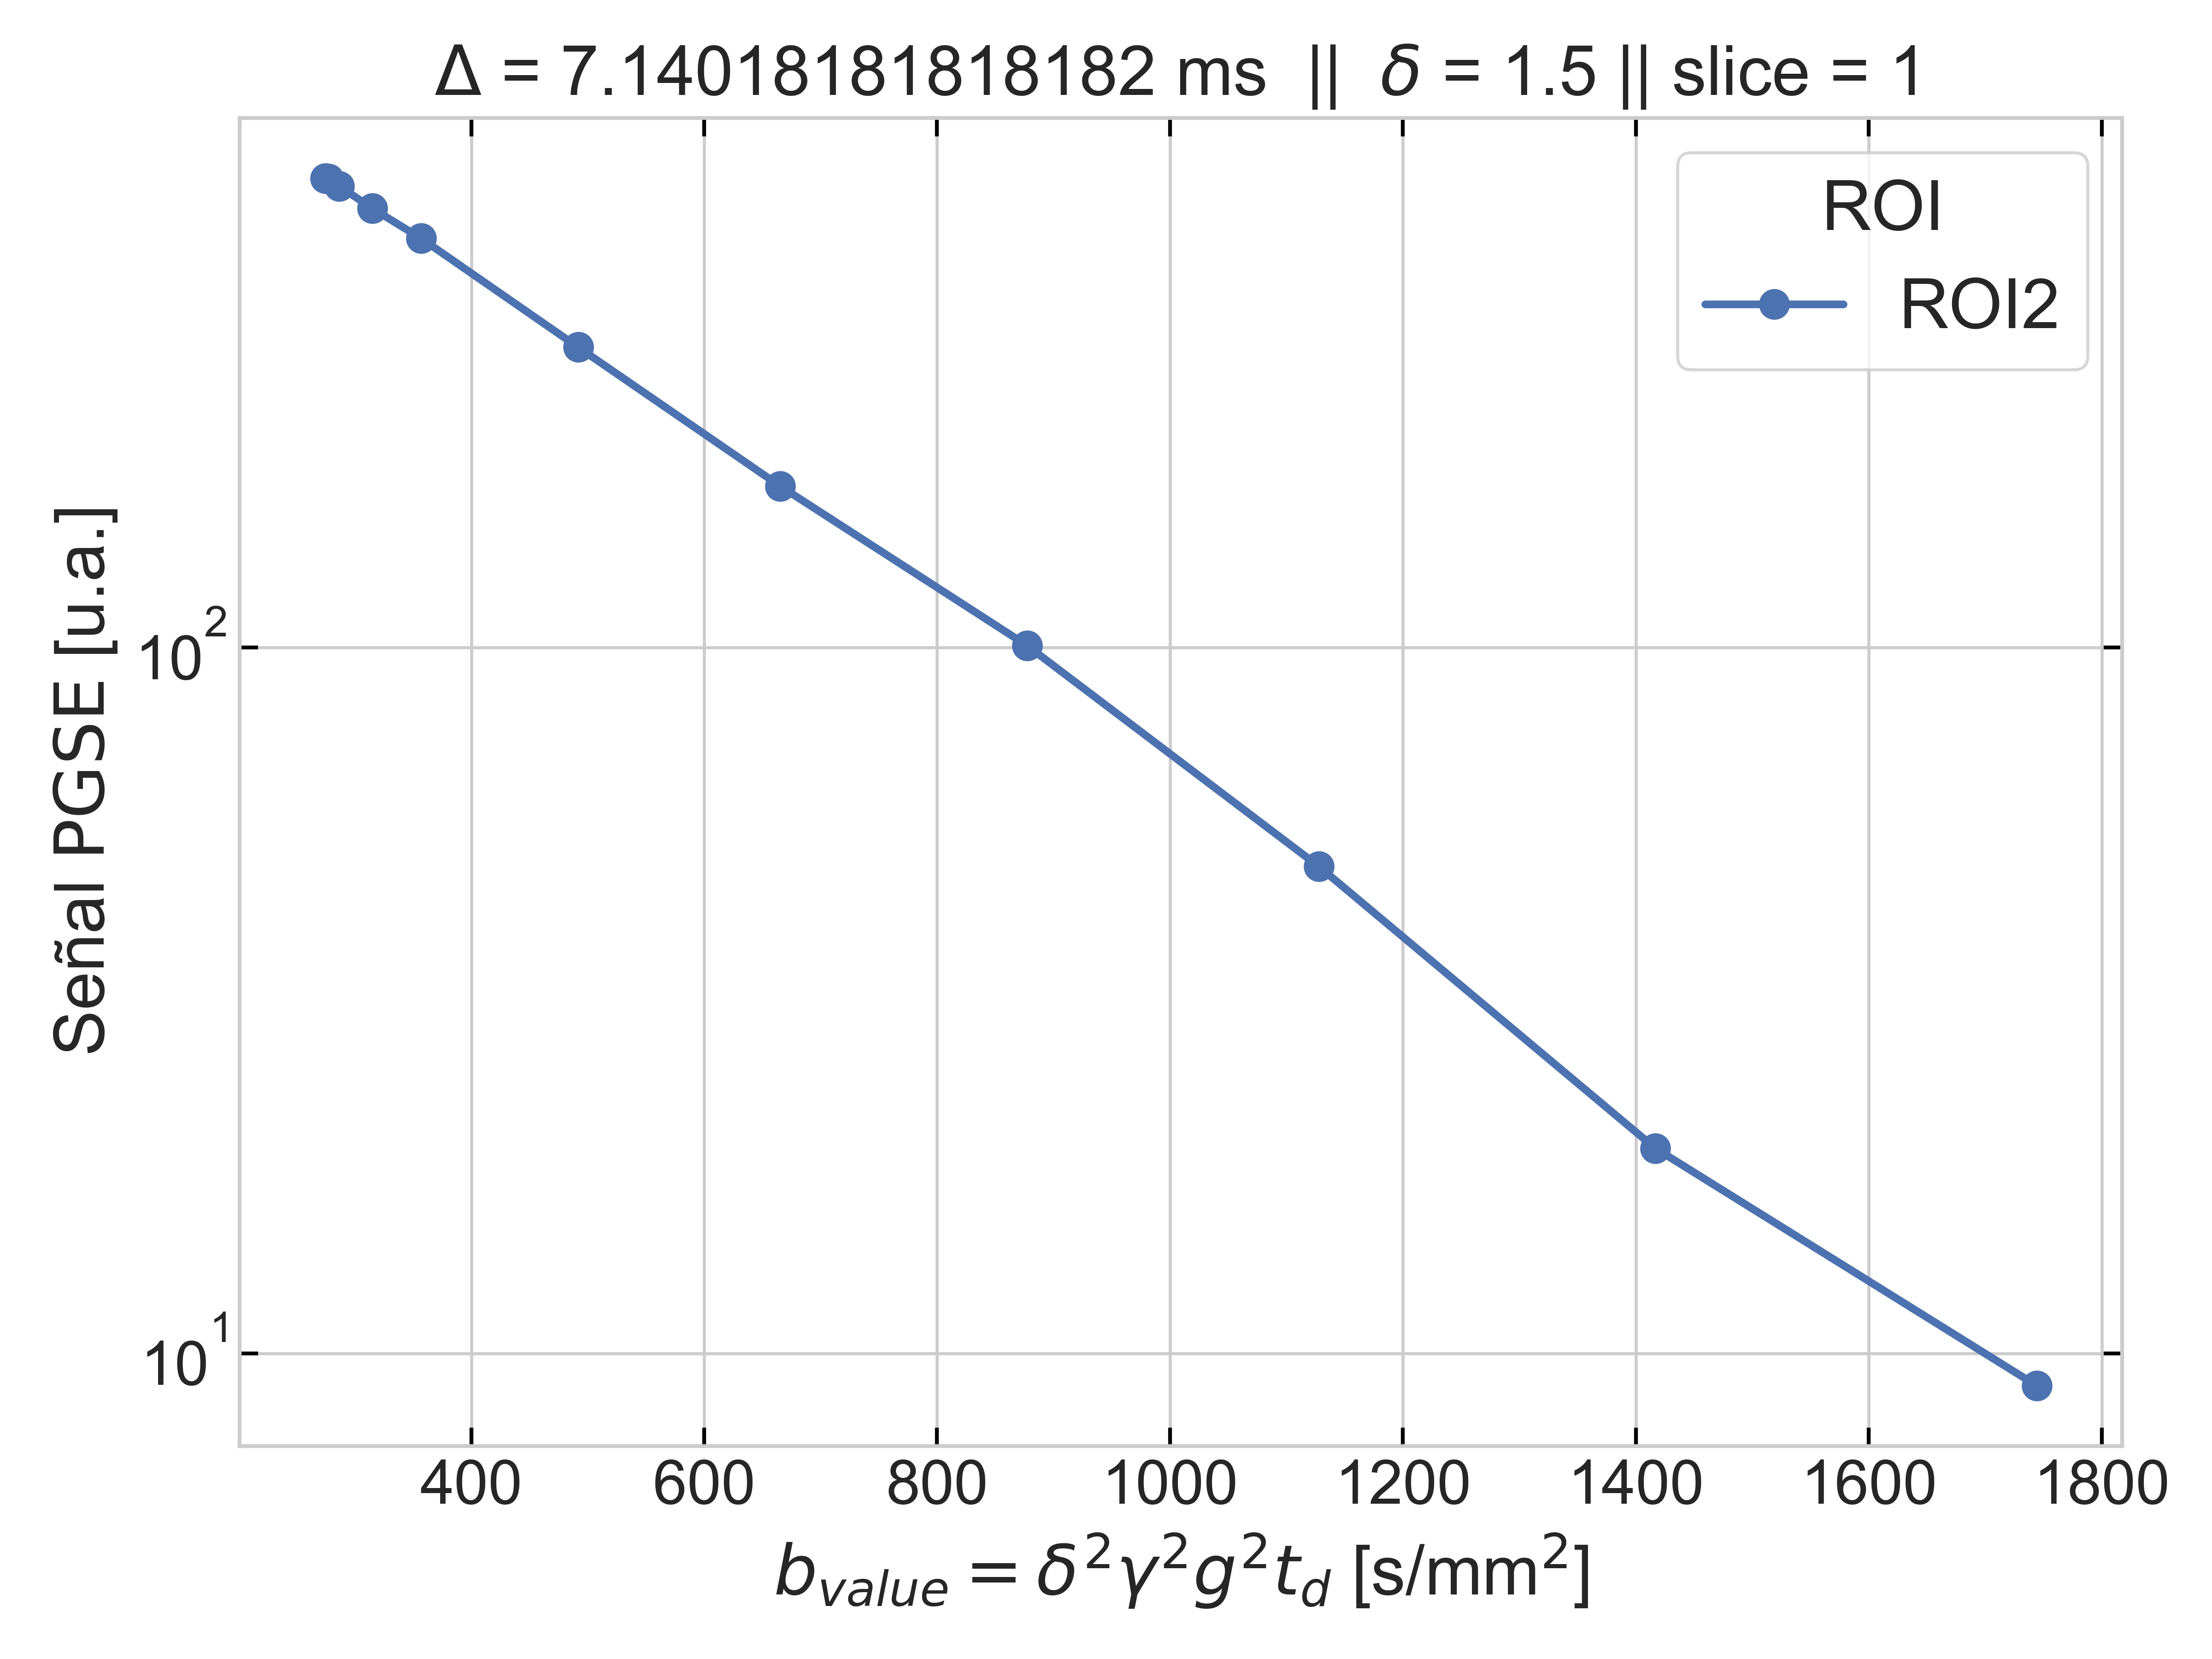 Δ = 7.14018181818182 ms || δ = 1.5 || slice = 1
ROI
ROI2
Señal PGSE [u.a.]
10²
10¹
400 600 800 1000 1200 1400 1600 1800
b_value = δ²γ²g²t_d [s/mm²]